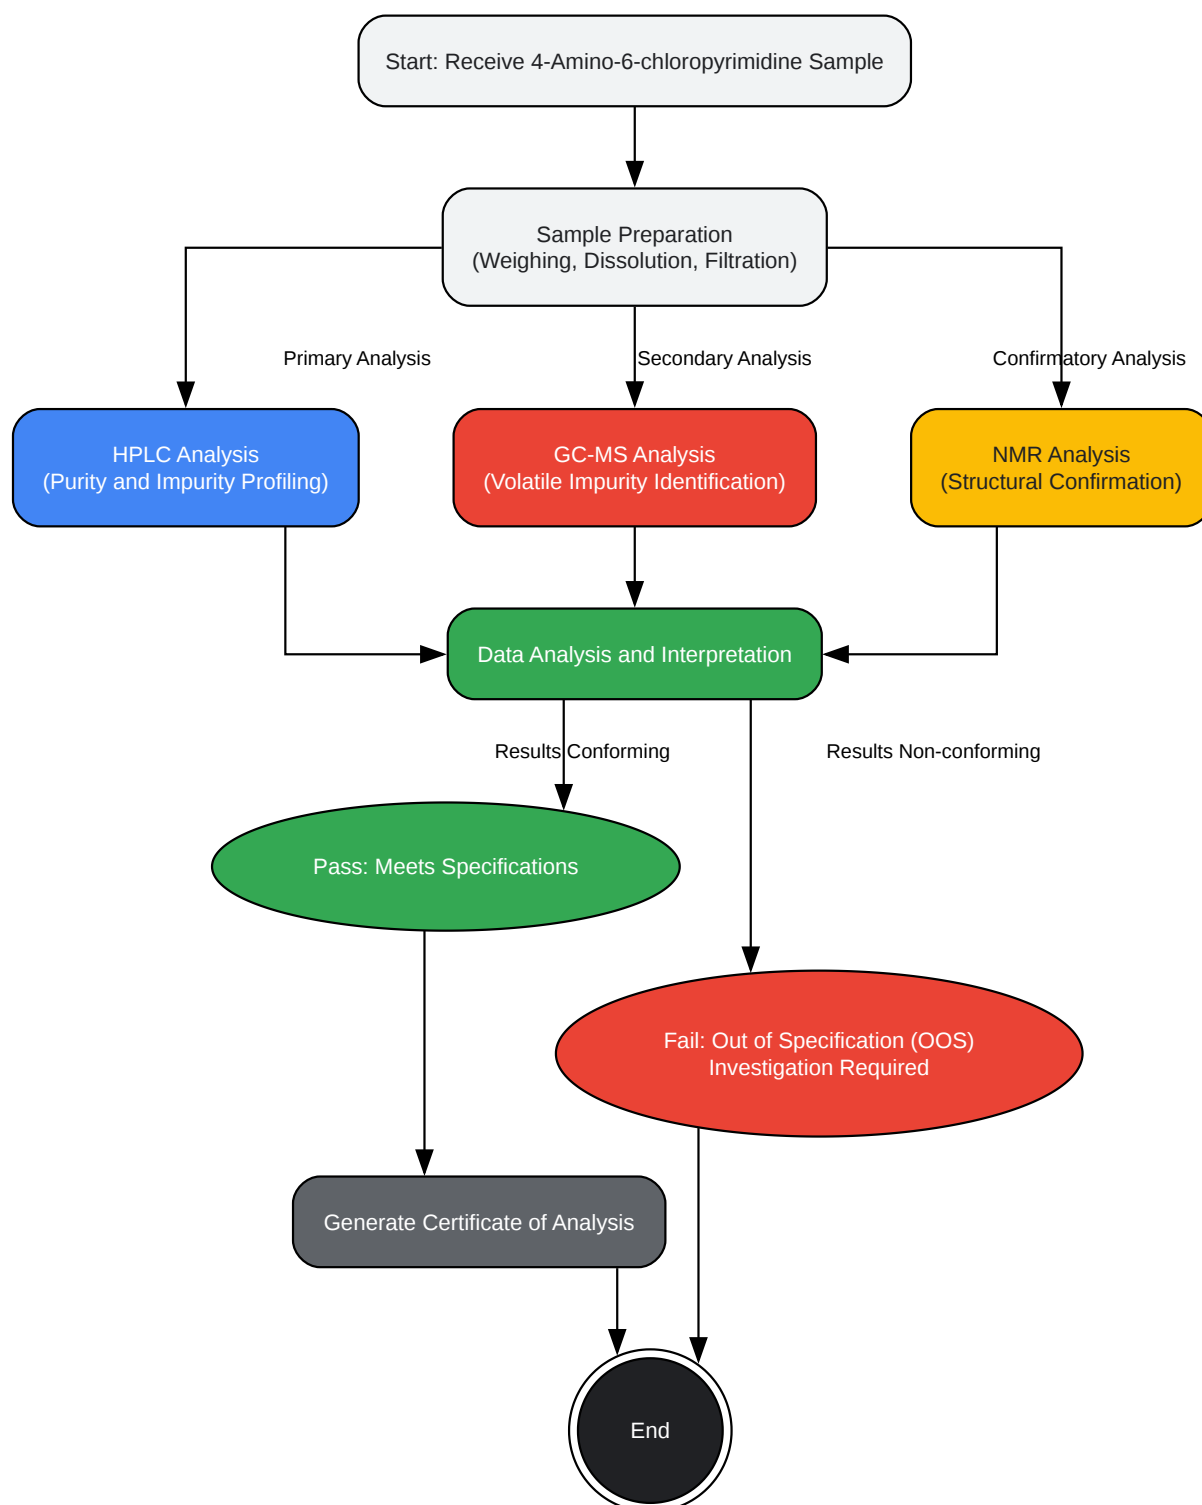 Start: Receive 4-Amino-6-chloropyrimidine Sample
Sample Preparation
(Weighing, Dissolution, Filtration)
Primary Analysis
Secondary Analysis
Confirmatory Analysis
HPLC Analysis
(Purity and Impurity Profiling)
GC-MS Analysis
(Volatile Impurity Identification)
NMR Analysis
(Structural Confirmation)
Data Analysis and Interpretation
Results Conforming
Results Non-conforming
Pass: Meets Specifications
Fail: Out of Specification (OOS)
Investigation Required
Generate Certificate of Analysis
End